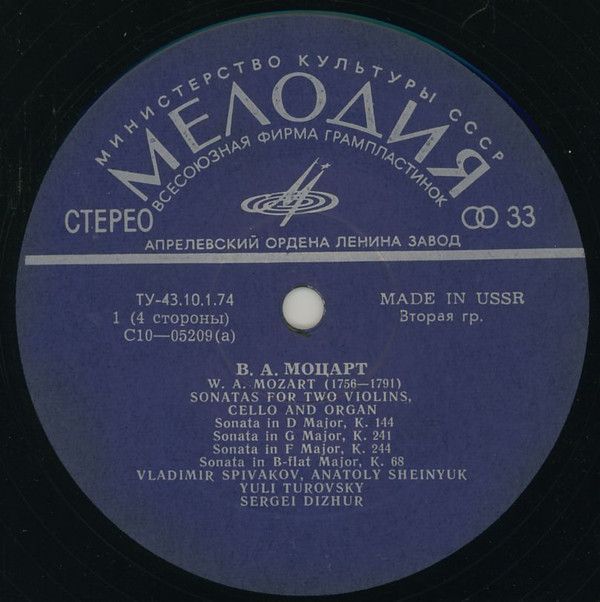 МИНИСТЕРСТВО КУЛЬТУРЫ СССР
МЕЛОДИЯ
ВСЕСОЮЗНАЯ ФИРМА ГРАМПЛАСТИНОК
СТЕРЕО
33
АПРЕЛЕВСКИЙ ОРДЕНА ЛЕНИНА ЗАВОД
ТУ-43.10.1.74
1 (4 стороны)
С10—05209(а)
MADE IN USSR
Вторая гр.
В. А. МОЦАРТ
W. A. MOZART (1756—1791)
SONATAS FOR TWO VIOLINS,
CELLO AND ORGAN
Sonata in D Major, K. 144
Sonata in G Major, K. 241
Sonata in F Major, K. 244
Sonata in B-flat Major, K. 68
VLADIMIR SPIVAKOV, ANATOLY SHEINYUK
YULI TUROVSKY
SERGEI DIZHUR